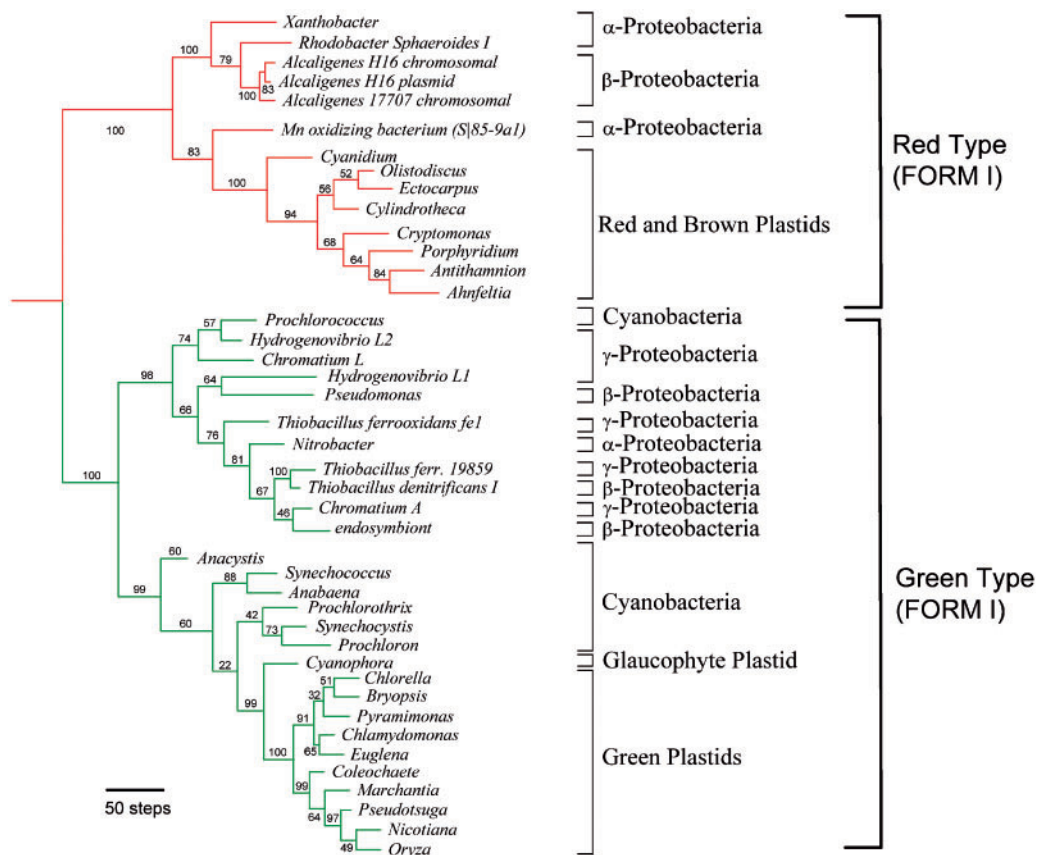 Xanthobacter
Rhodobacter Sphaeroides I
Alcaligenes H16 chromosomal
Alcaligenes H16 plasmid
Alcaligenes 17707 chromosomal
Mn oxidizing bacterium (S|85-9a1)
Cyanidium
Olistodiscus
Ectocarpus
Cylindrotheca
Cryptomonas
Porphyridium
Antithamnion
Ahnfeltia
Prochlorococcus
Hydrogenovibrio L2
Chromatium L
Hydrogenovibrio L1
Pseudomonas
Thiobacillus ferrooxidans fe1
Nitrobacter
Thiobacillus ferr. 19859
Thiobacillus denitrificans I
Chromatium A
endosymbiont
Anacystis
Synechococcus
Anabaena
Prochlorothrix
Synechocystis
Prochloron
Cyanophora
Chlorella
Bryopsis
Pyramimonas
Chlamydomonas
Euglena
Coleochaete
Marchantia
Pseudotsuga
Nicotiana
Oryza
100
79
100
83
100
83
100
52
56
94
68
64
84
57
74
98
64
66
76
81
100
67
46
100
60
99
88
60
42
73
22
99
51
32
91
65
100
99
64
97
49
50 steps
α-Proteobacteria
β-Proteobacteria
α-Proteobacteria
Red and Brown Plastids
Cyanobacteria
γ-Proteobacteria
β-Proteobacteria
γ-Proteobacteria
α-Proteobacteria
γ-Proteobacteria
β-Proteobacteria
γ-Proteobacteria
β-Proteobacteria
Cyanobacteria
Glaucophyte Plastid
Green Plastids
Red Type
(FORM I)
Green Type
(FORM I)